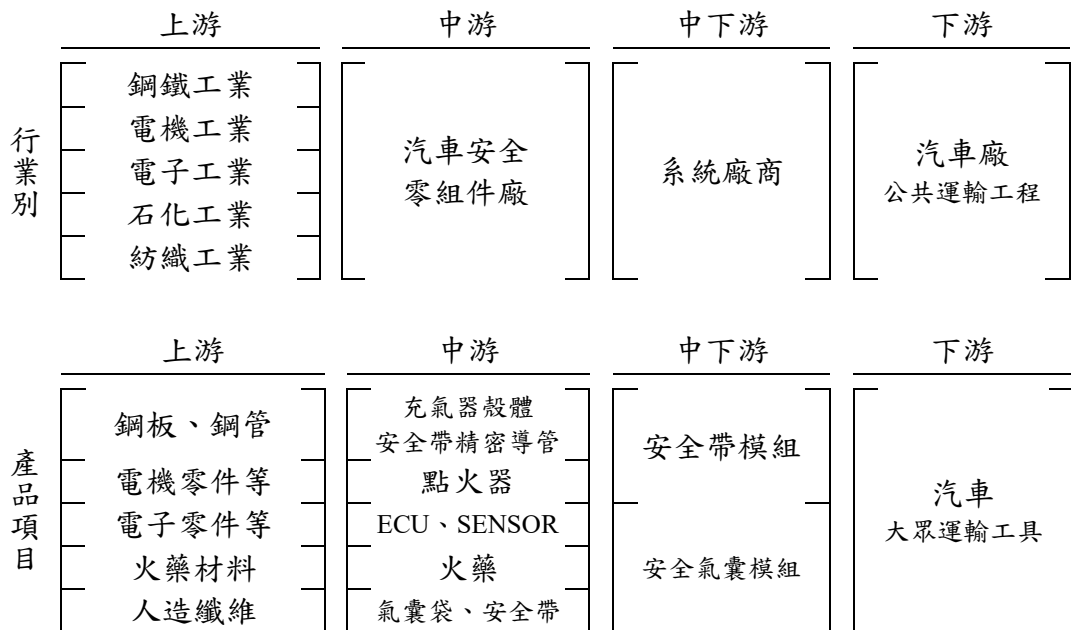 上游 中游 中下游 下游
行業別
鋼鐵工業
電機工業
電子工業
石化工業
紡織工業
汽車安全
零組件廠
系統廠商
汽車廠
公共運輸工程
上游 中游 中下游 下游
產品項目
鋼板、鋼管
電機零件等
電子零件等
火藥材料
人造纖維
充氣器殼體
安全帶精密導管
點火器
ECU、SENSOR
火藥
氣囊袋、安全帶
安全帶模組
安全氣囊模組
汽車
大眾運輸工具